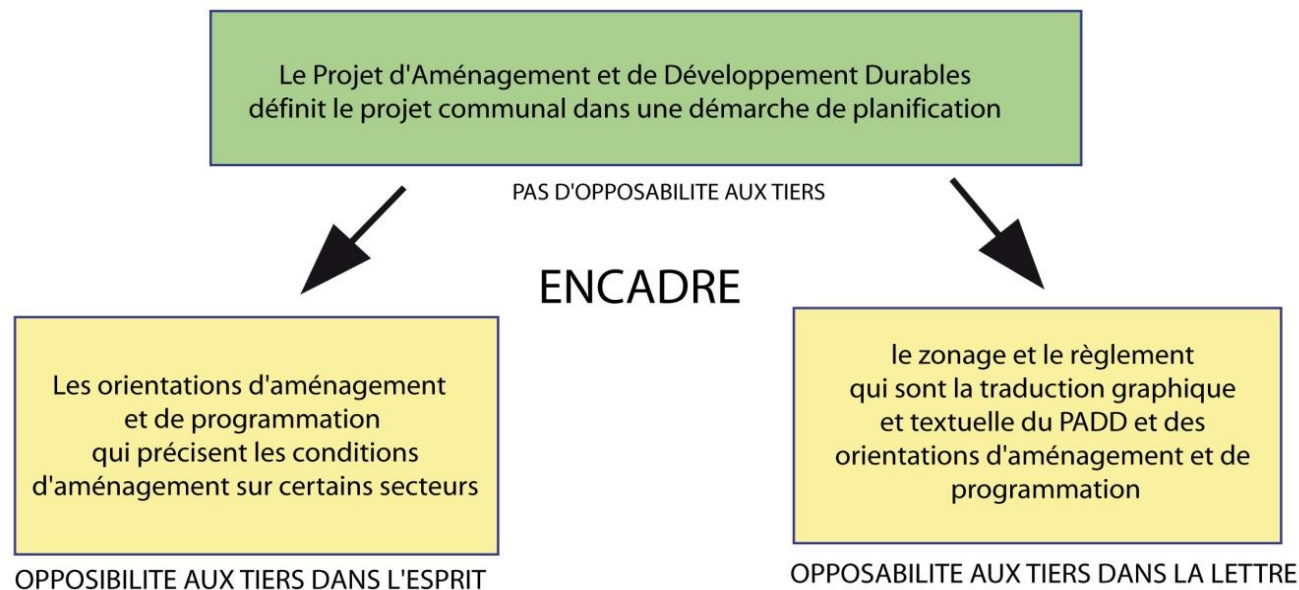 Le Projet d'Aménagement et de Développement Durables
définit le projet communal dans une démarche de planification
PAS D'OPPOSABILITE AUX TIERS
ENCADRE
Les orientations d'aménagement
et de programmation
qui précisent les conditions
d'aménagement sur certains secteurs
OPPOSIBILITE AUX TIERS DANS L'ESPRIT
le zonage et le règlement
qui sont la traduction graphique
et textuelle du PADD et des
orientations d'aménagement et de
programmation
OPPOSABILITE AUX TIERS DANS LA LETTRE